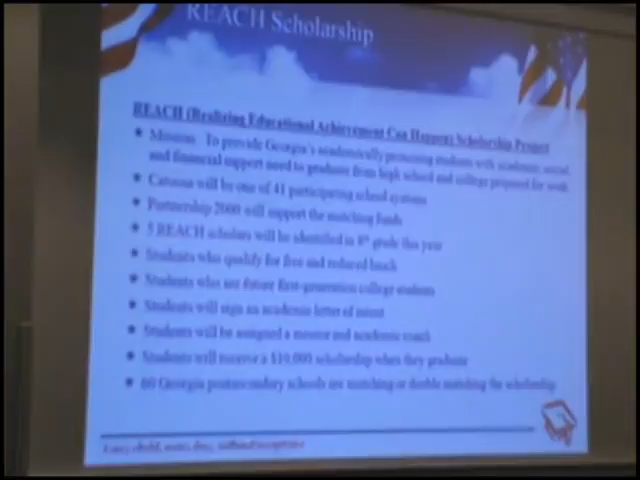 REACH Scholarship
REACH (Realizing Educational Achievement Can Happen) Scholarship Project
Mission: To provide Georgia's academically promising students with academic, social,
and financial support need to graduate from high school and college prepared for work
Catoosa will be one of 41 participating school systems
Partnership 2000 will support the matching funds
5 REACH scholars will be identified in 8th grade this year
Students who qualify for free and reduced lunch
Students who are future first-generation college students
Students will sign an academic letter of intent
Students will be assigned a mentor and academic coach
Students will receive a $10,000 scholarship when they graduate
60 Georgia postsecondary schools are matching or double matching the scholarship